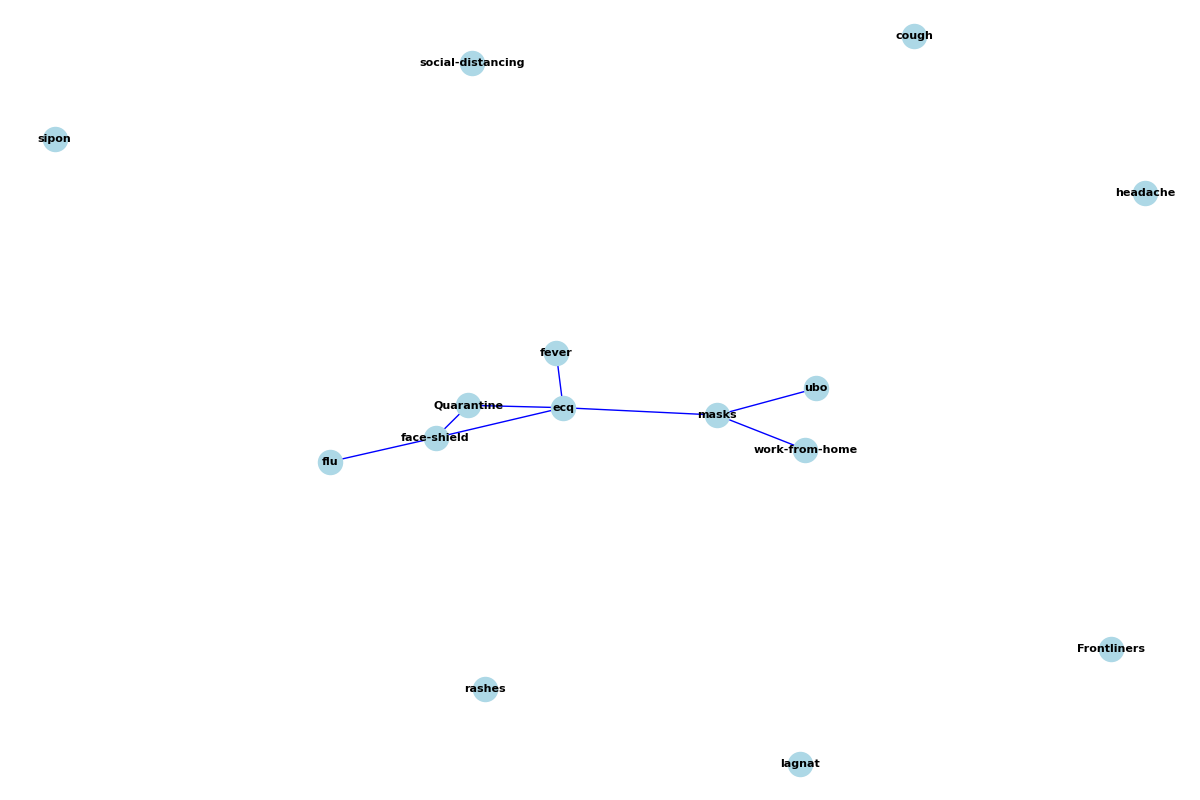 cough
social-distancing
sipon
headache
fever
ubo
Quarantine
ecq
masks
face-shield
work-from-home
flu
Frontliners
rashes
lagnat